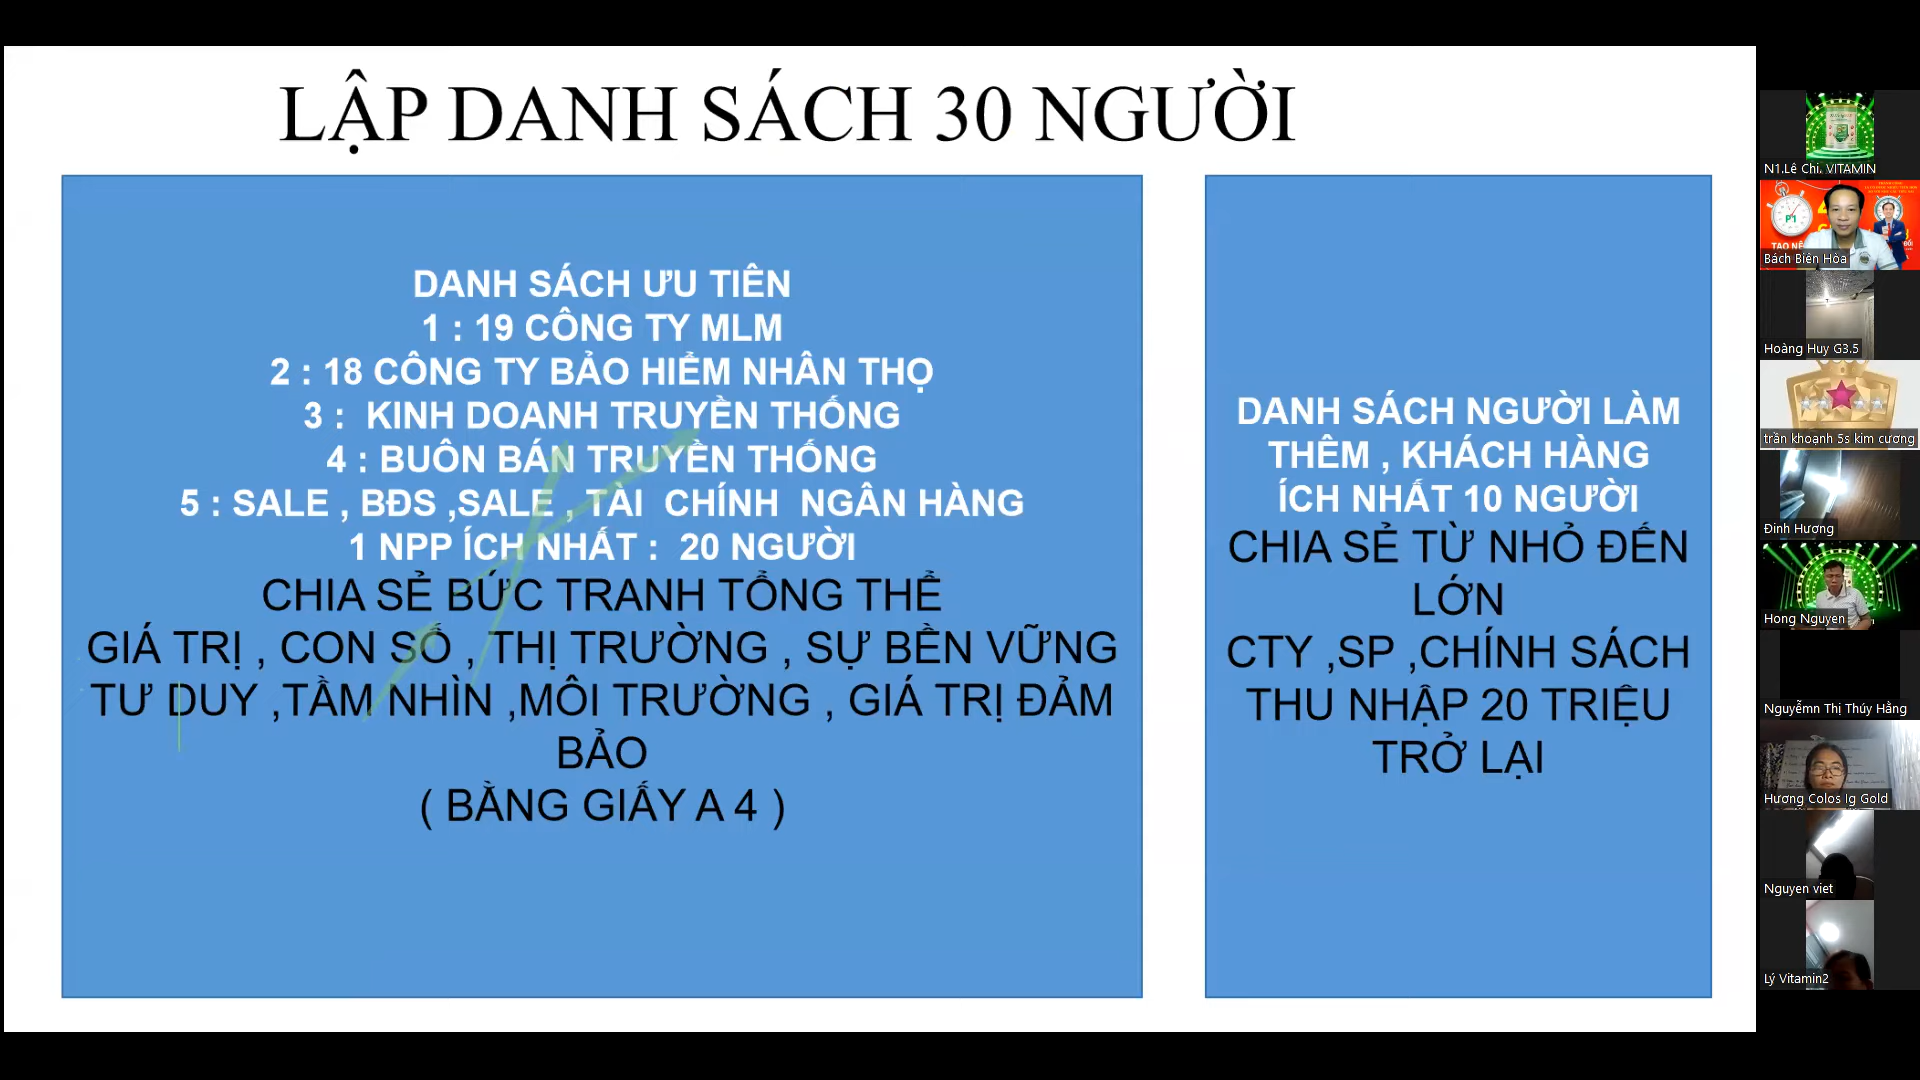 LẬP DANH SÁCH 30 NGƯỜI
DANH SÁCH ƯU TIÊN
1 : 19 CÔNG TY MLM
2 : 18 CÔNG TY BẢO HIỂM NHÂN THỌ
3 : KINH DOANH TRUYỀN THỐNG
4 : BUÔN BÁN TRUYỀN THỐNG
5 : SALE , BĐS ,SALE , TÀI CHÍNH NGÂN HÀNG
1 NPP ÍCH NHẤT : 20 NGƯỜI
CHIA SẺ BỨC TRANH TỔNG THỂ
GIÁ TRỊ , CON SỐ , THỊ TRƯỜNG , SỰ BỀN VỮNG
TƯ DUY ,TẦM NHÌN ,MÔI TRƯỜNG , GIÁ TRỊ ĐẢM
BẢO
( BẰNG GIẤY A 4 )
DANH SÁCH NGƯỜI LÀM
THÊM , KHÁCH HÀNG
ÍCH NHẤT 10 NGƯỜI
CHIA SẺ TỪ NHỎ ĐẾN
LỚN
CTY ,SP ,CHÍNH SÁCH
THU NHẬP 20 TRIỆU
TRỞ LẠI
N1.Lê Chi. VITAMIN
P1
TẠO NÊ
Bách Biên Hòa
Hoàng Huy G3.5
trần khoạnh 5s kim cương
Đinh Hương
Hong Nguyen
Nguyễmn Thị Thúy Hằng
Hương Colos Ig Gold
Nguyen viet
Lý Vitamin2